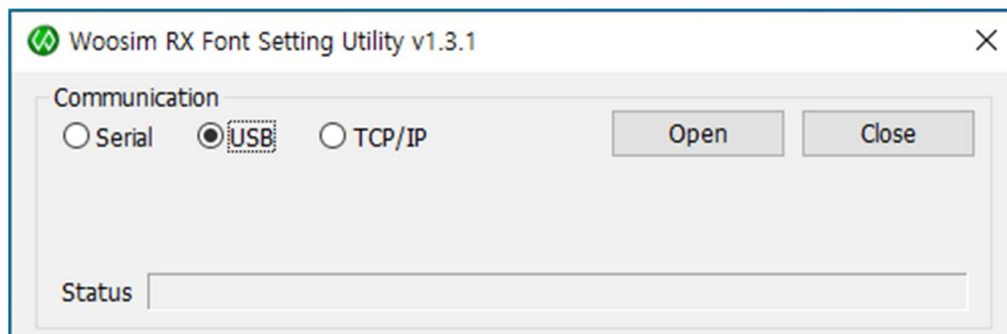 Woosim RX Font Setting Utility v1.3.1
Communication
Serial USB TCP/IP Open Close
Status